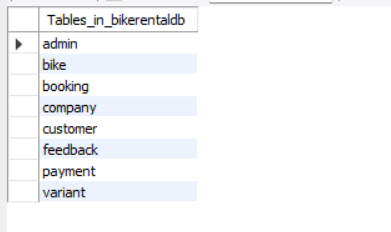 Tables_in_bikerentaldb
admin
bike
booking
company
customer
feedback
payment
variant